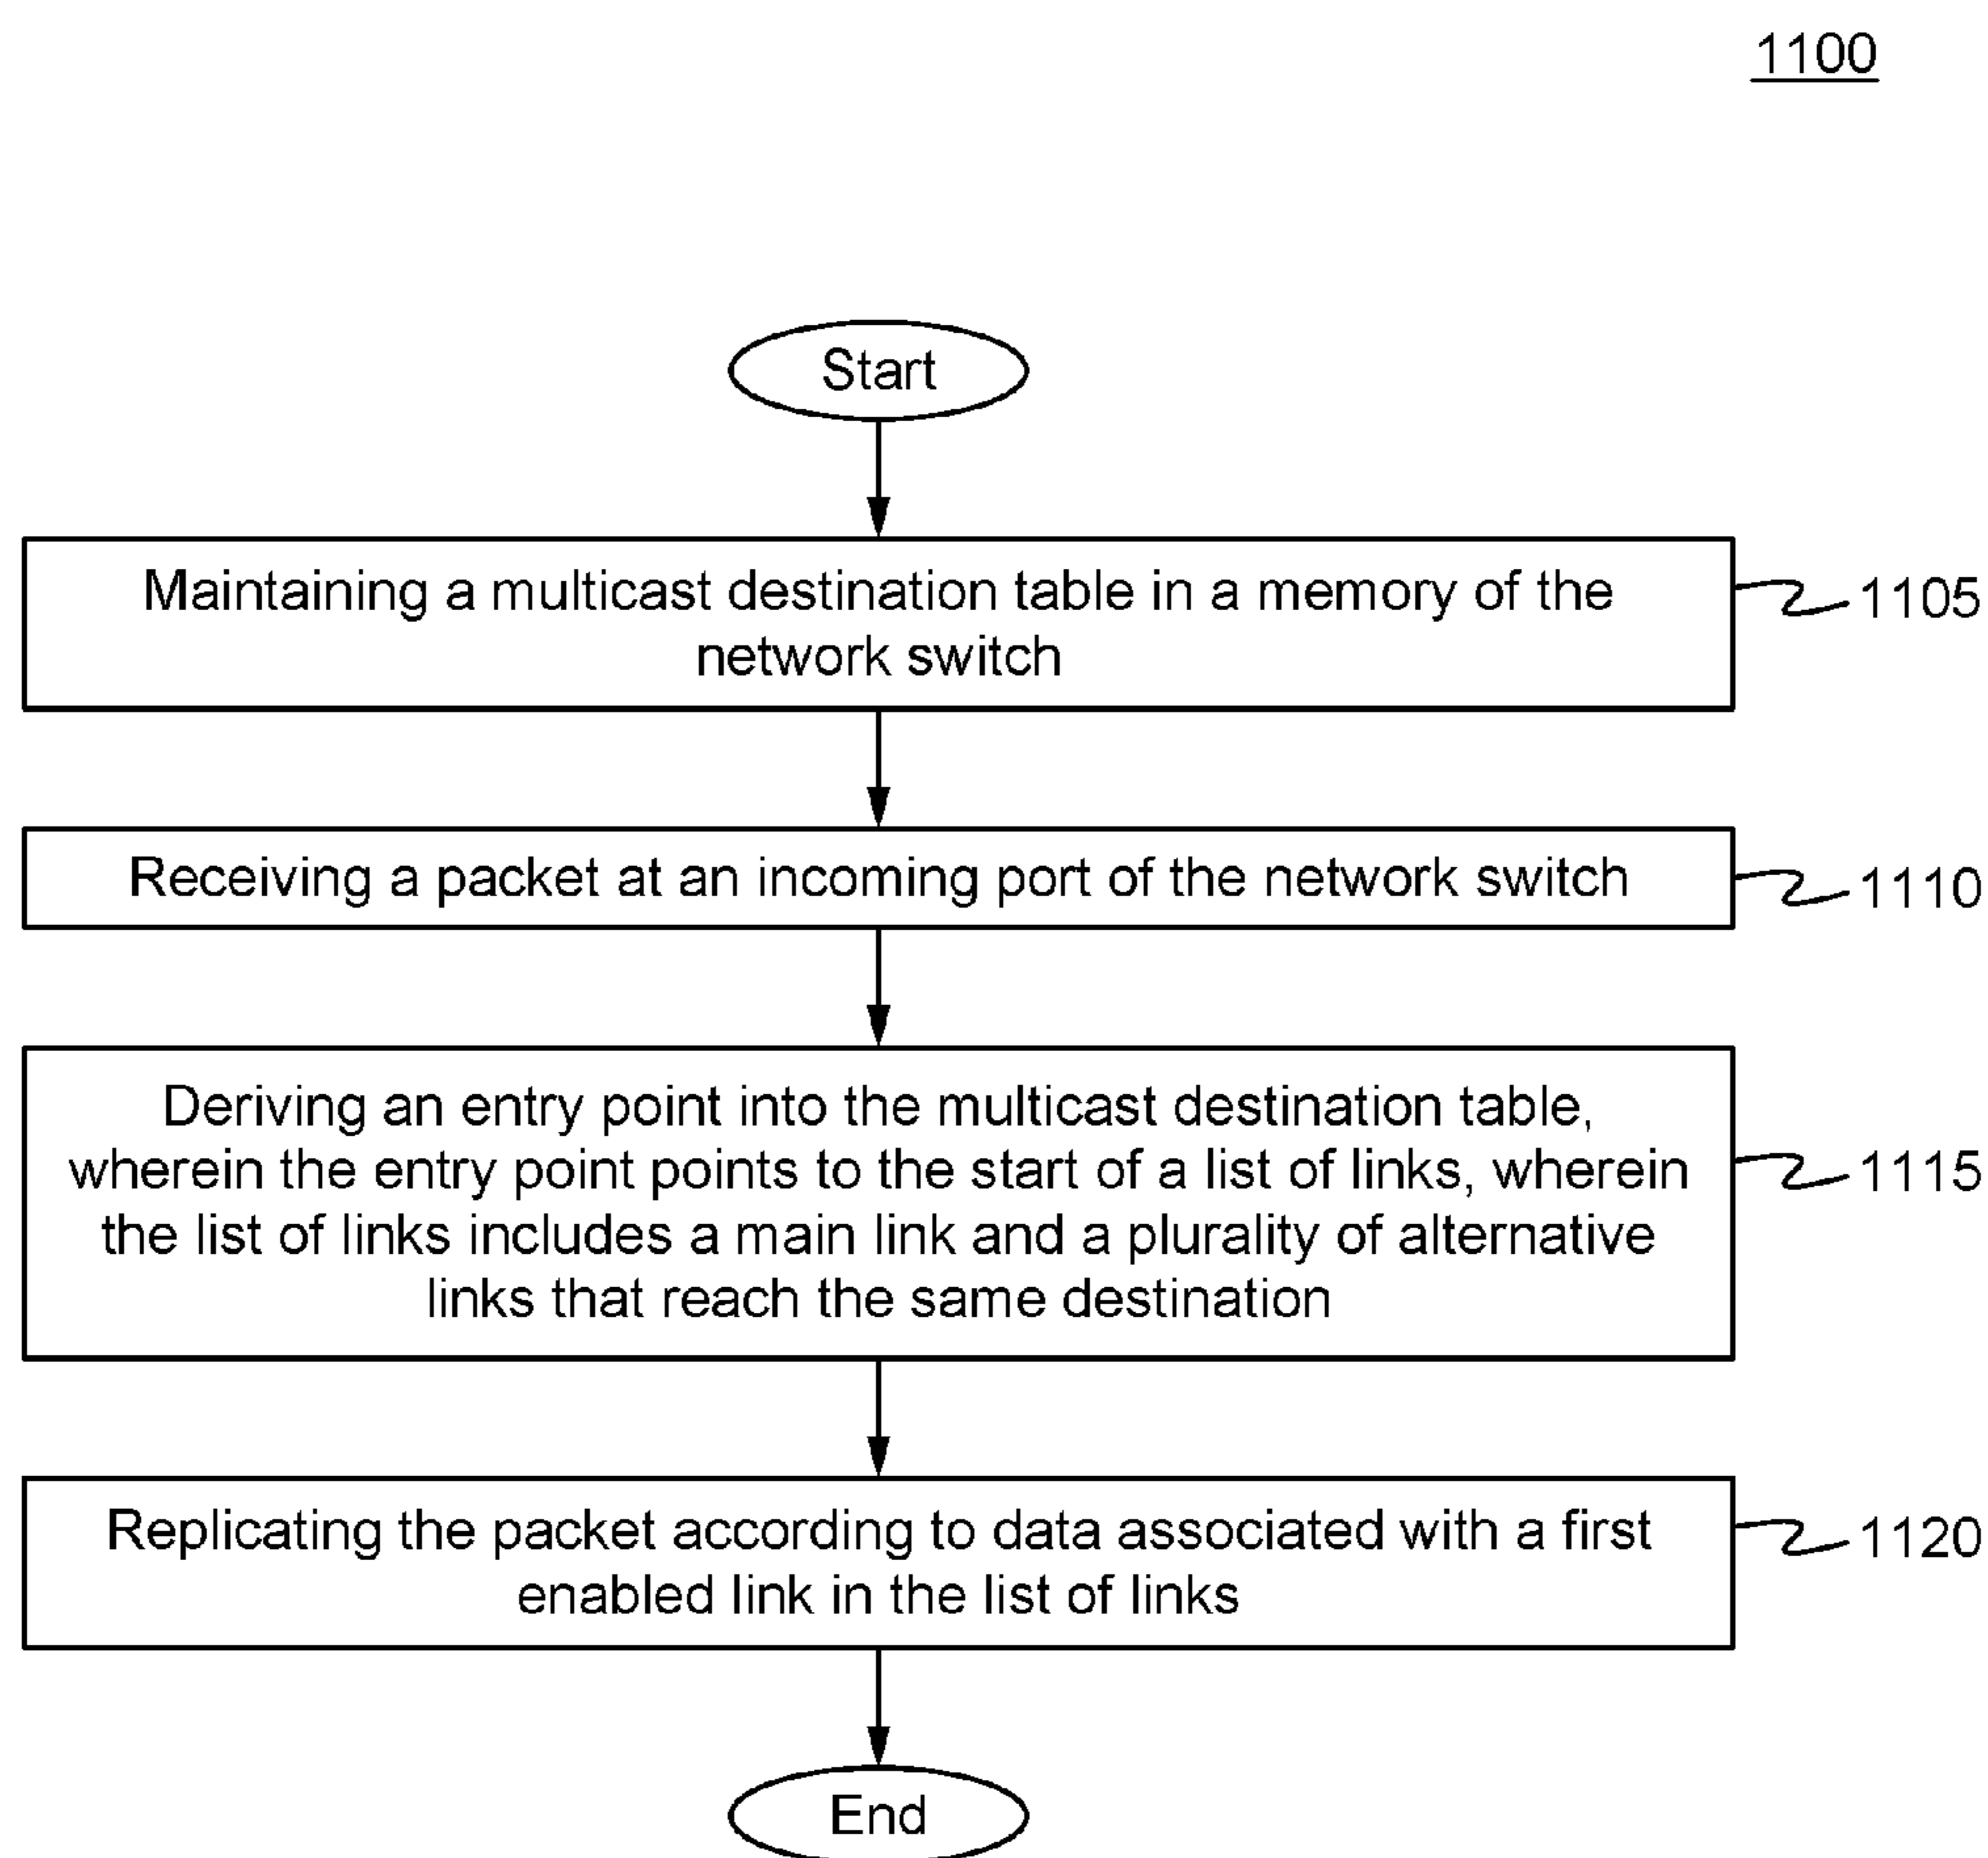 1100
Start
Maintaining a multicast destination table in a memory of the
network switch
1105
Receiving a packet at an incoming port of the network switch
1110
Deriving an entry point into the multicast destination table,
wherein the entry point points to the start of a list of links, wherein
the list of links includes a main link and a plurality of alternative
links that reach the same destination
1115
Replicating the packet according to data associated with a first
enabled link in the list of links
1120
End